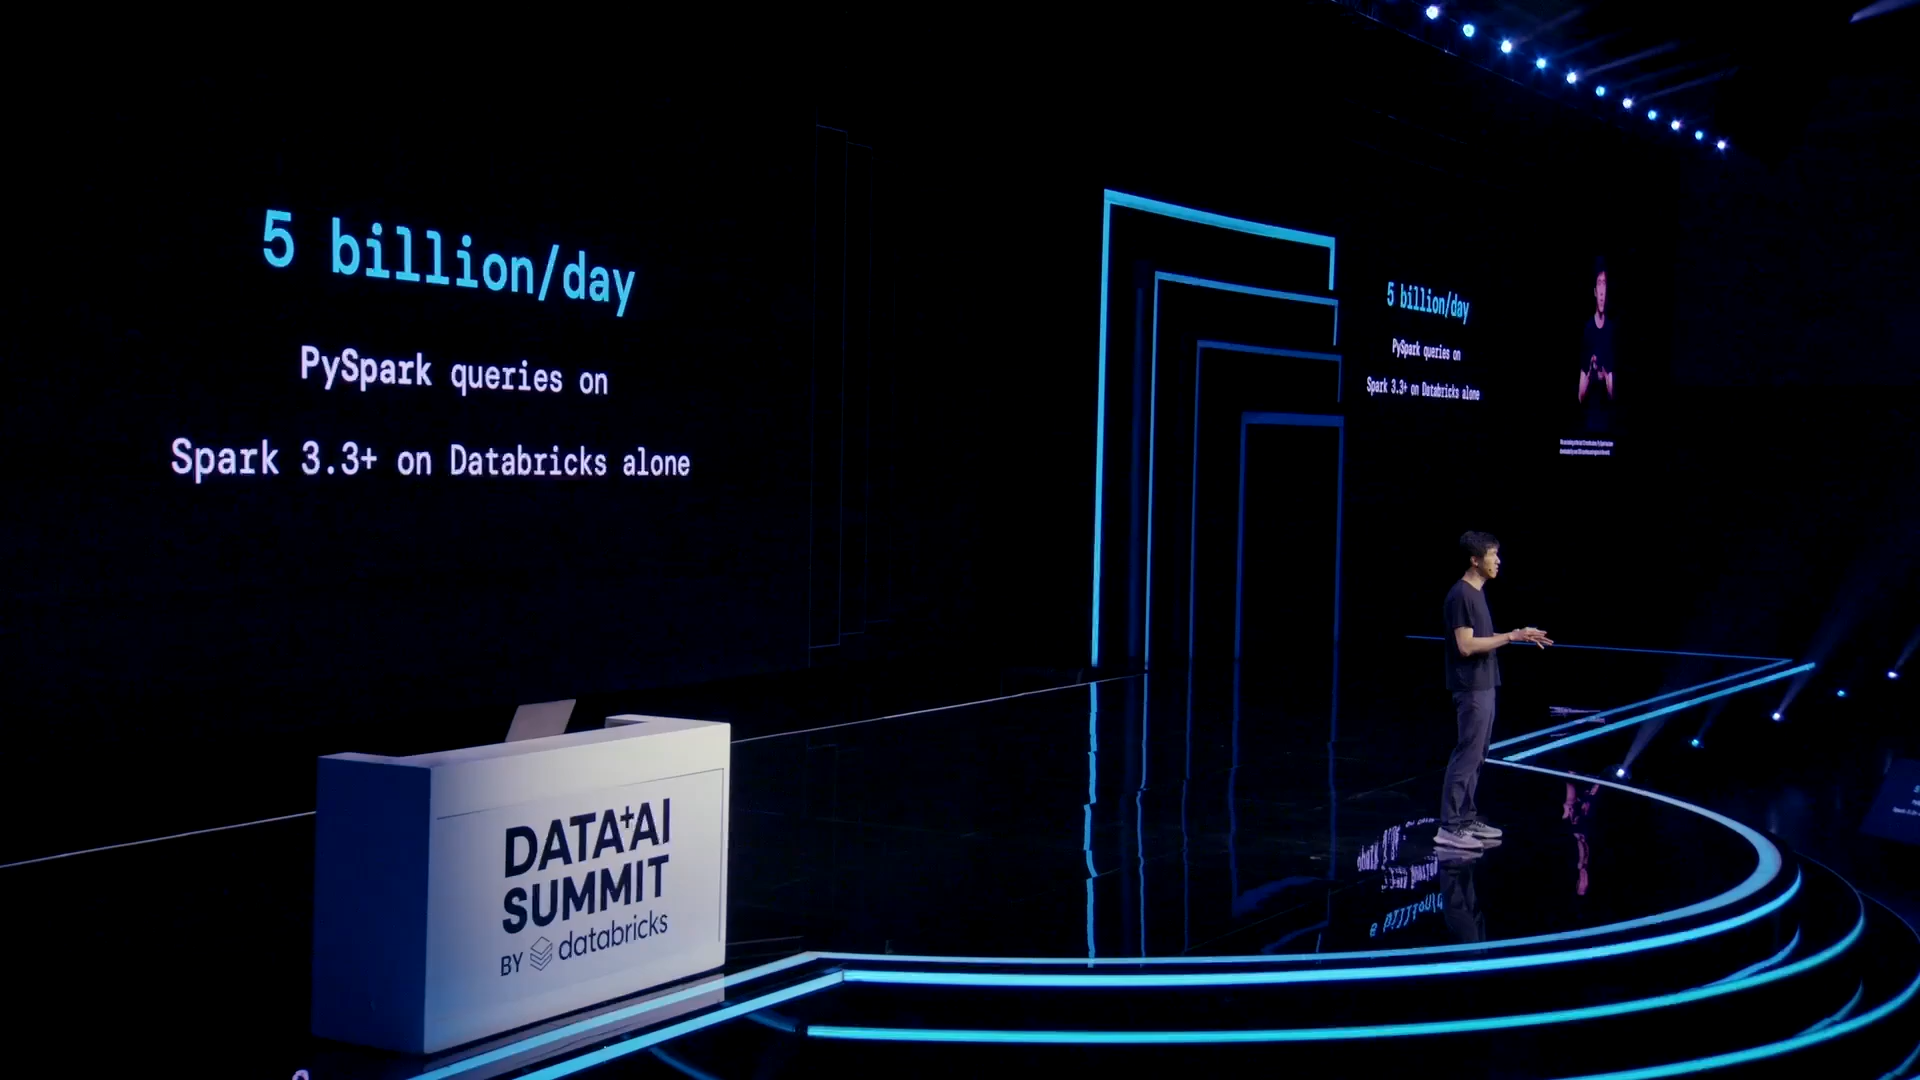 5 billion/day
PySpark queries on
Spark 3.3+ on Databricks alone
5 billion/day
PySpark queries on
Spark 3.3+ on Databricks alone
DATA+AI
SUMMIT
BY databricks